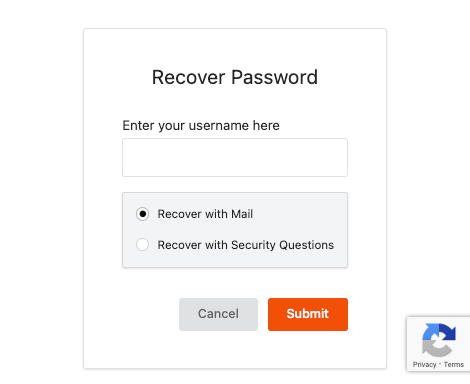 Recover Password
Enter your username here
Recover with Mail
Recover with Security Questions
Cancel
Submit
Privacy - Terms